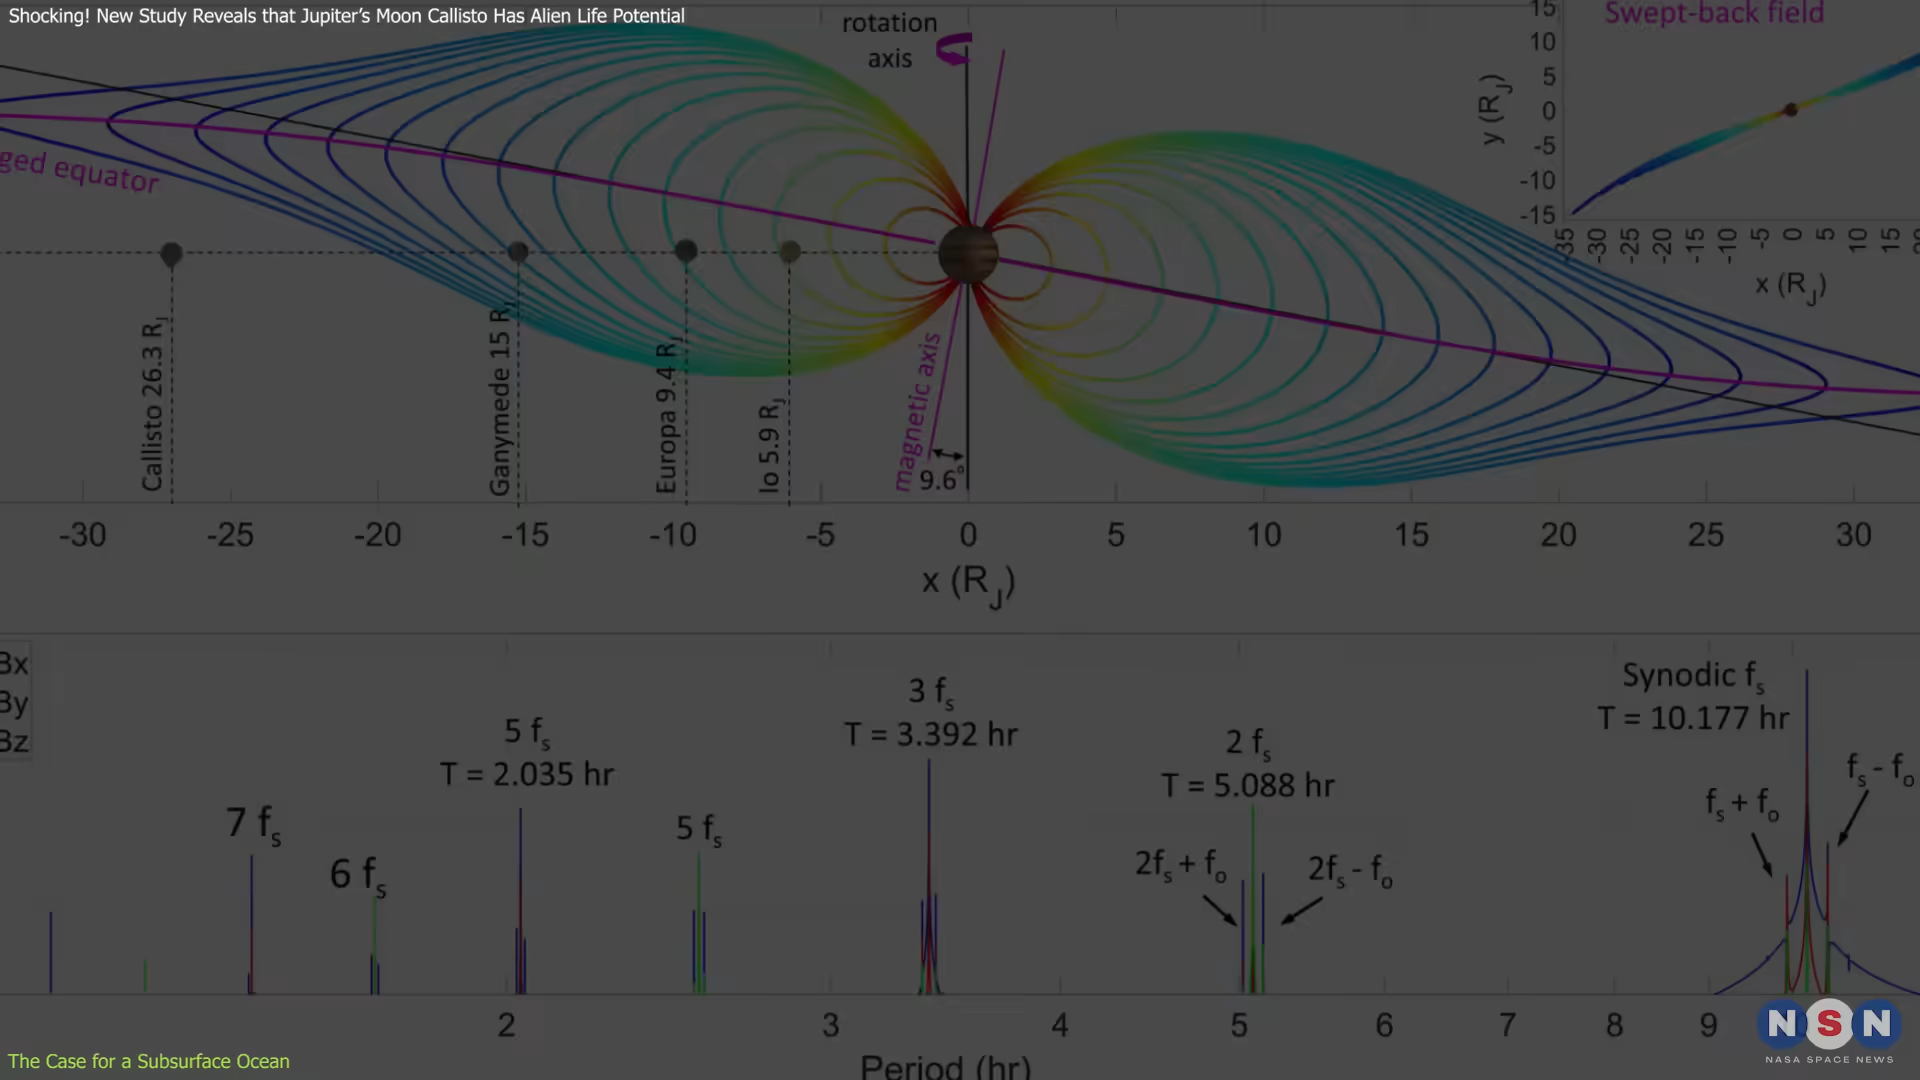 Shocking! New Study Reveals that Jupiter’s Moon Callisto Has Alien Life Potential
rotation
axis
Swept-back field
15
10
5
0
-5
-10
-15
y (RJ)
-35 -30 -25 -20 -15 -10 -5 0 5 10 15
x (RJ)
ged equator
Callisto 26.3 RJ
Ganymede 15 RJ
Europa 9.4 RJ
Io 5.9 RJ
magnetic axis
9.6°
-30 -25 -20 -15 -10 -5 0 5 10 15 20 25 30
x (RJ)
Bx
By
Bz
7 fs
6 fs
5 fs
T = 2.035 hr
5 fs
3 fs
T = 3.392 hr
2 fs
T = 5.088 hr
2fs + fo
2fs - fo
Synodic fs
T = 10.177 hr
fs + fo
fs - fo
2 3 4 5 6 7 8 9
Period (hr)
NSN
NASA SPACE NEWS
The Case for a Subsurface Ocean